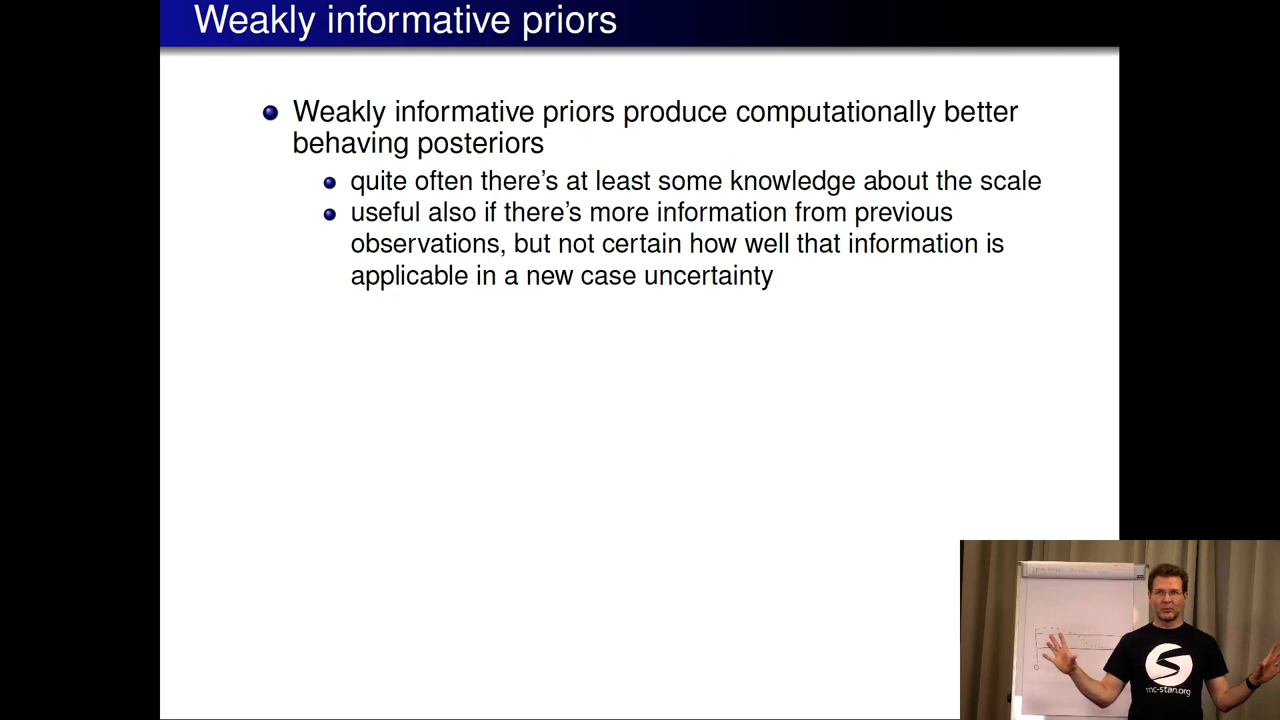 Weakly informative priors
Weakly informative priors produce computationally better
behaving posteriors
quite often there's at least some knowledge about the scale
useful also if there's more information from previous
observations, but not certain how well that information is
applicable in a new case uncertainty
mc-stan.org